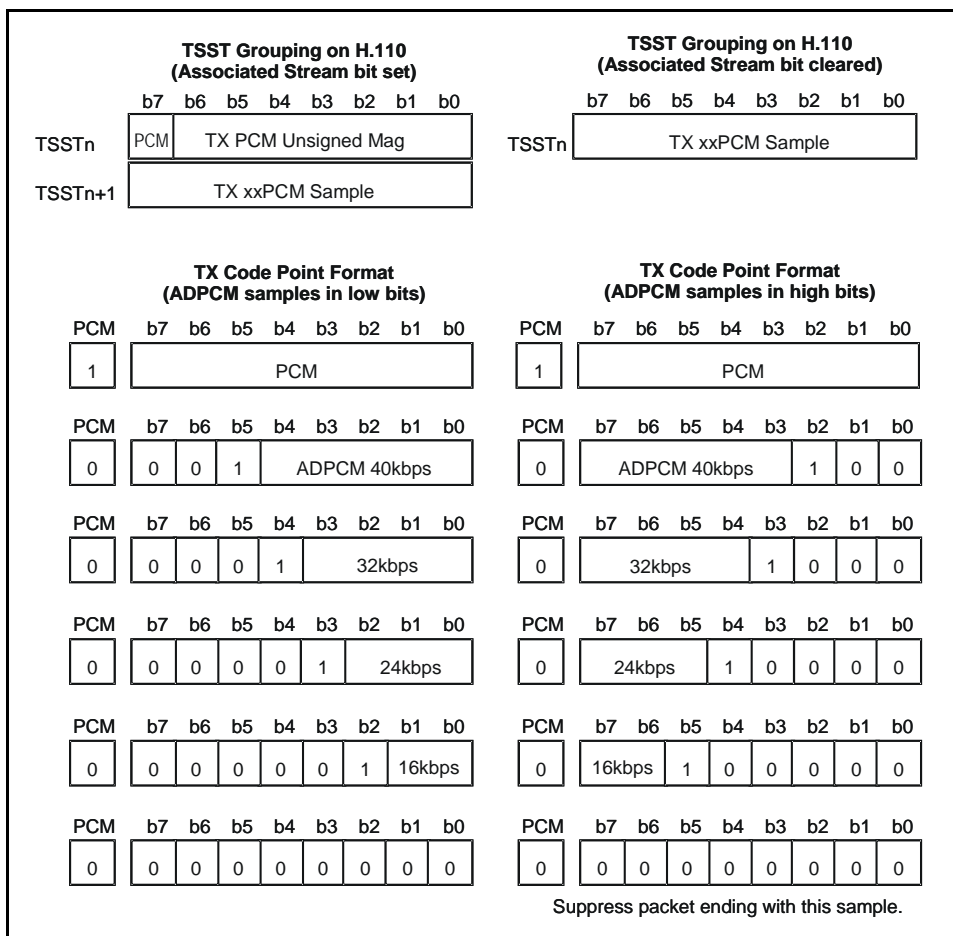 TSST Grouping on H.110
(Associated Stream bit set)
b7 b6 b5 b4 b3 b2 b1 b0
TSSTn PCM TX PCM Unsigned Mag
TSSTn+1 TX xxPCM Sample
TSST Grouping on H.110
(Associated Stream bit cleared)
b7 b6 b5 b4 b3 b2 b1 b0
TSSTn TX xxPCM Sample
TX Code Point Format
(ADPCM samples in low bits)
PCM b7 b6 b5 b4 b3 b2 b1 b0
1 PCM
PCM b7 b6 b5 b4 b3 b2 b1 b0
0 0 0 1 ADPCM 40kbps
PCM b7 b6 b5 b4 b3 b2 b1 b0
0 0 0 0 1 32kbps
PCM b7 b6 b5 b4 b3 b2 b1 b0
0 0 0 0 0 1 24kbps
PCM b7 b6 b5 b4 b3 b2 b1 b0
0 0 0 0 0 0 1 16kbps
PCM b7 b6 b5 b4 b3 b2 b1 b0
0 0 0 0 0 0 0 0 0
TX Code Point Format
(ADPCM samples in high bits)
PCM b7 b6 b5 b4 b3 b2 b1 b0
1 PCM
PCM b7 b6 b5 b4 b3 b2 b1 b0
0 ADPCM 40kbps 1 0 0
PCM b7 b6 b5 b4 b3 b2 b1 b0
0 32kbps 1 0 0 0
PCM b7 b6 b5 b4 b3 b2 b1 b0
0 24kbps 1 0 0 0 0
PCM b7 b6 b5 b4 b3 b2 b1 b0
0 16kbps 1 0 0 0 0 0
PCM b7 b6 b5 b4 b3 b2 b1 b0
0 0 0 0 0 0 0 0 0
Suppress packet ending with this sample.